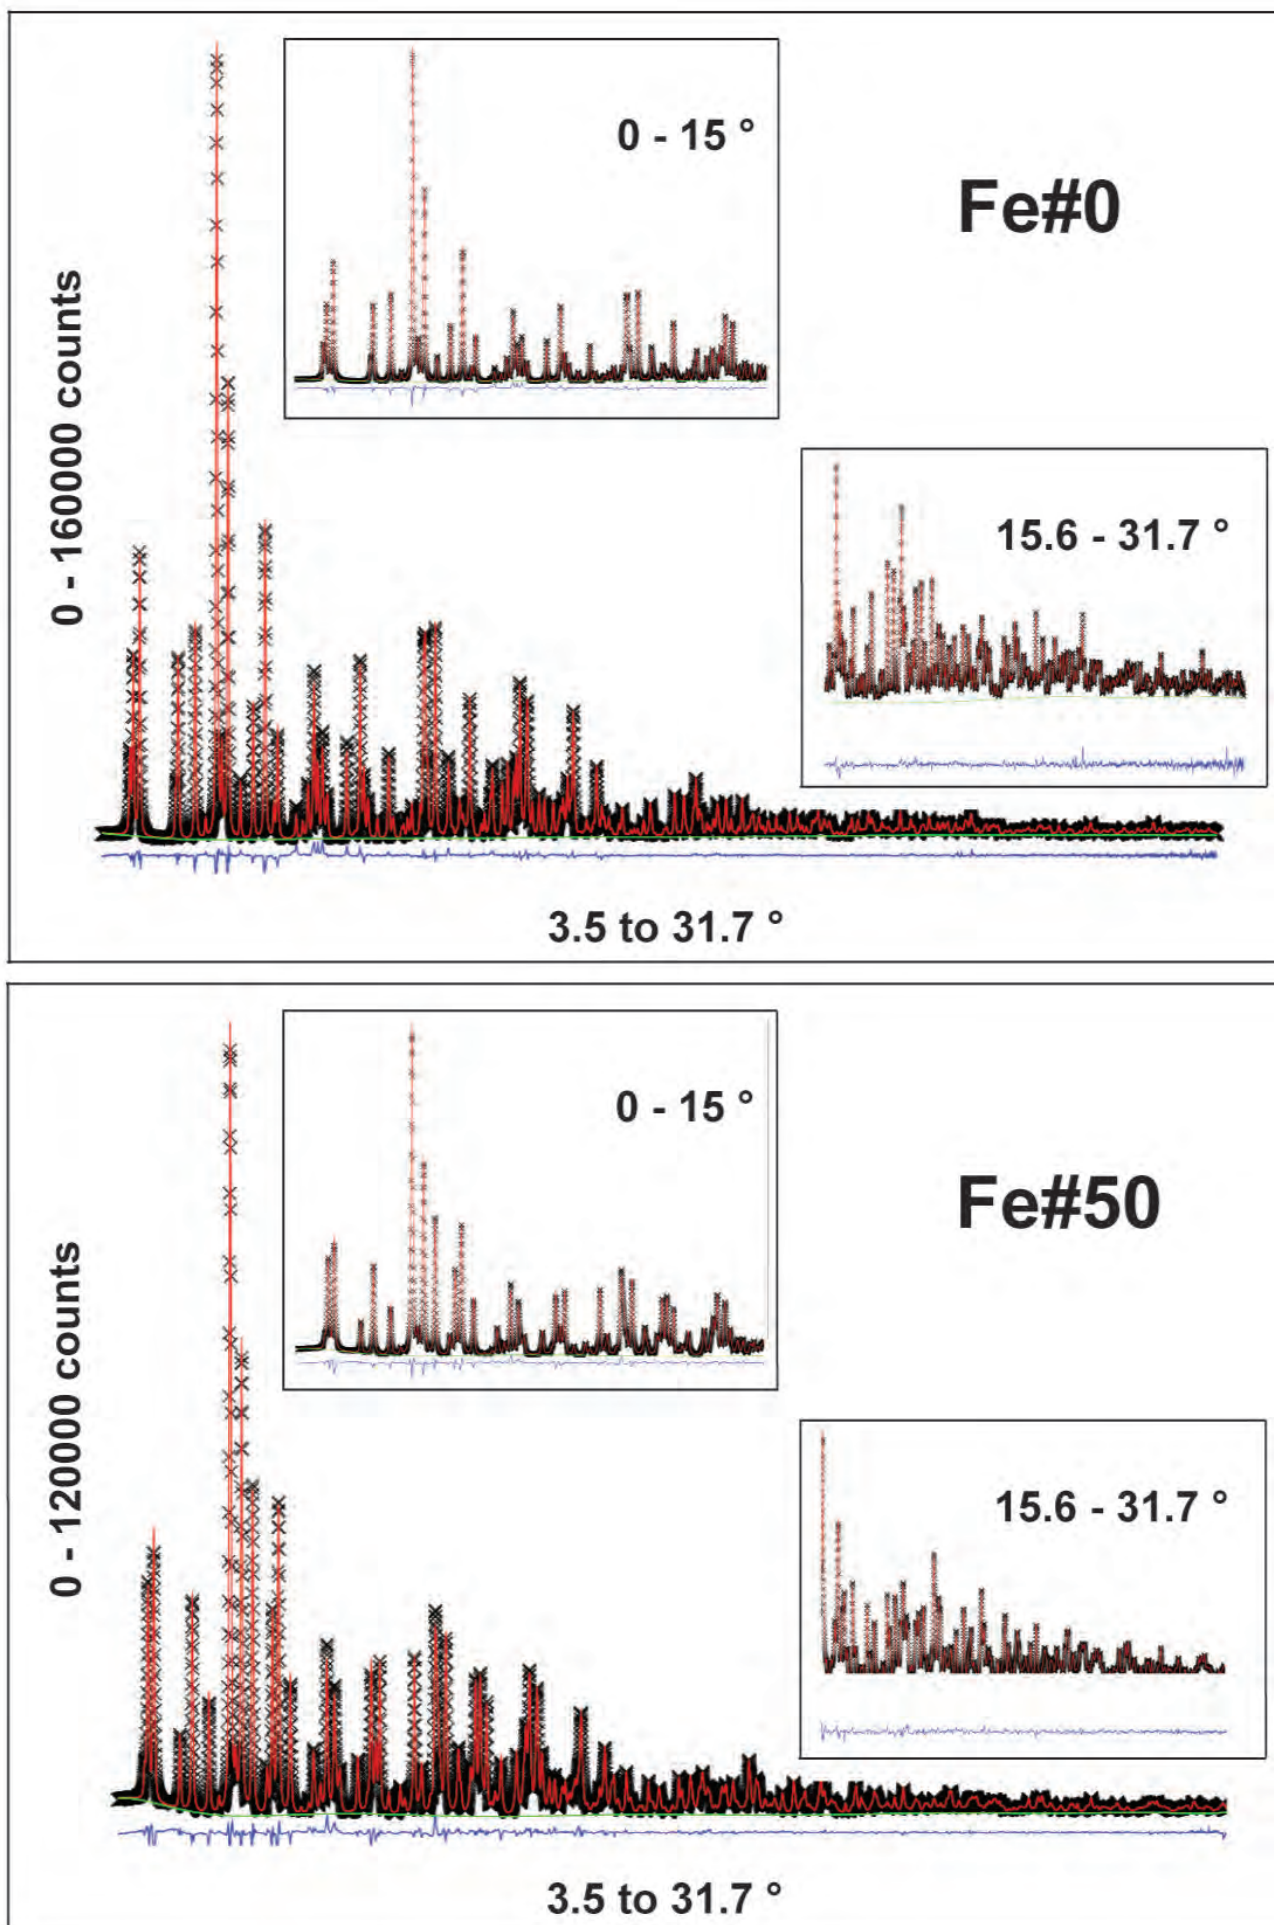 0 - 15 °
Fe#0
0 - 160000 counts
15.6 - 31.7 °
3.5 to 31.7 °
0 - 15 °
Fe#50
0 - 120000 counts
15.6 - 31.7 °
3.5 to 31.7 °